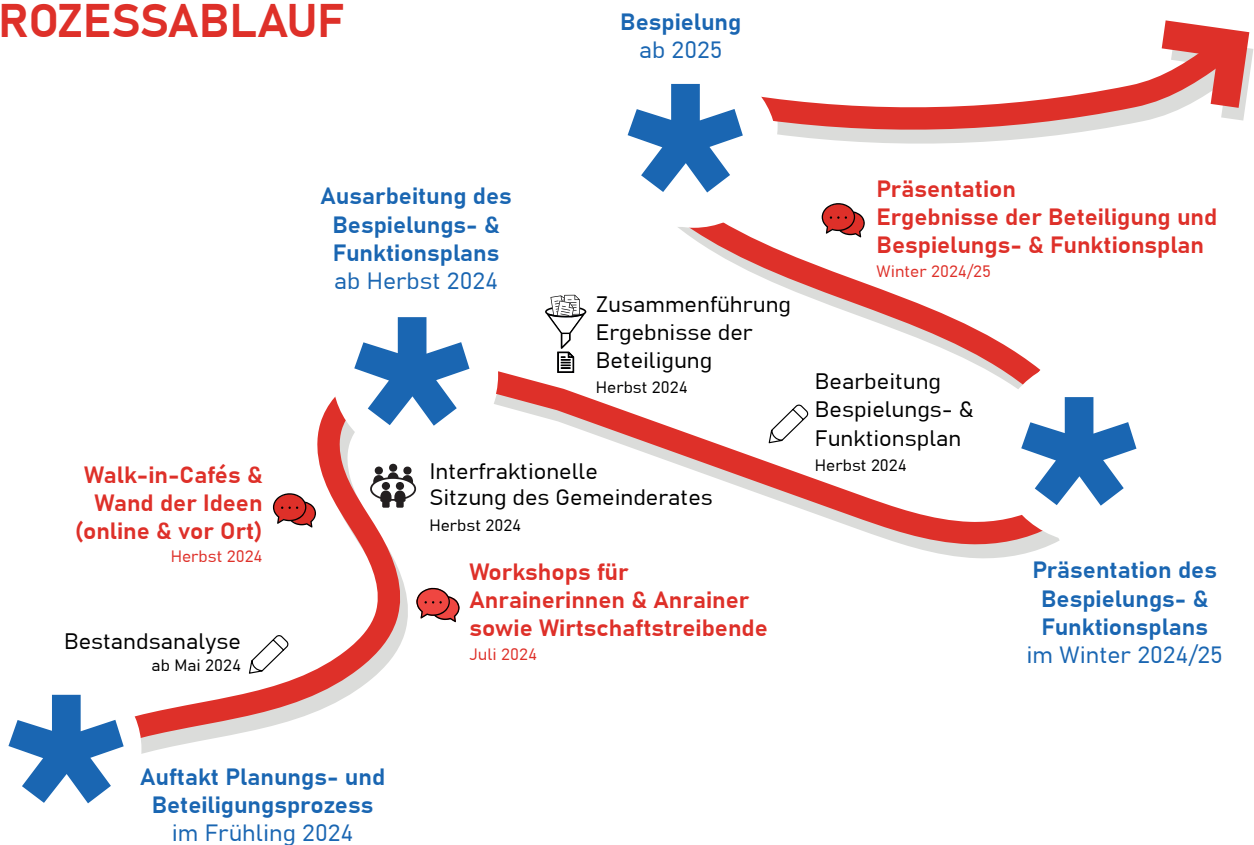 ROZESSABLAUF
Bespielung
ab 2025
Präsentation
Ergebnisse der Beteiligung und
Bespielungs- & Funktionsplan
Winter 2024/25
Ausarbeitung des
Bespielungs- &
Funktionsplans
ab Herbst 2024
Zusammenführung
Ergebnisse der
Beteiligung
Herbst 2024
Bearbeitung
Bespielungs- &
Funktionsplan
Herbst 2024
Walk-in-Cafés &
Wand der Ideen
(online & vor Ort)
Herbst 2024
Interfraktionelle
Sitzung des Gemeinderates
Herbst 2024
Workshops für
Anrainerinnen & Anrainer
sowie Wirtschaftstreibende
Juli 2024
Präsentation des
Bespielungs- &
Funktionsplans
im Winter 2024/25
Bestandsanalyse
ab Mai 2024
Auftakt Planungs- und
Beteiligungsprozess
im Frühling 2024